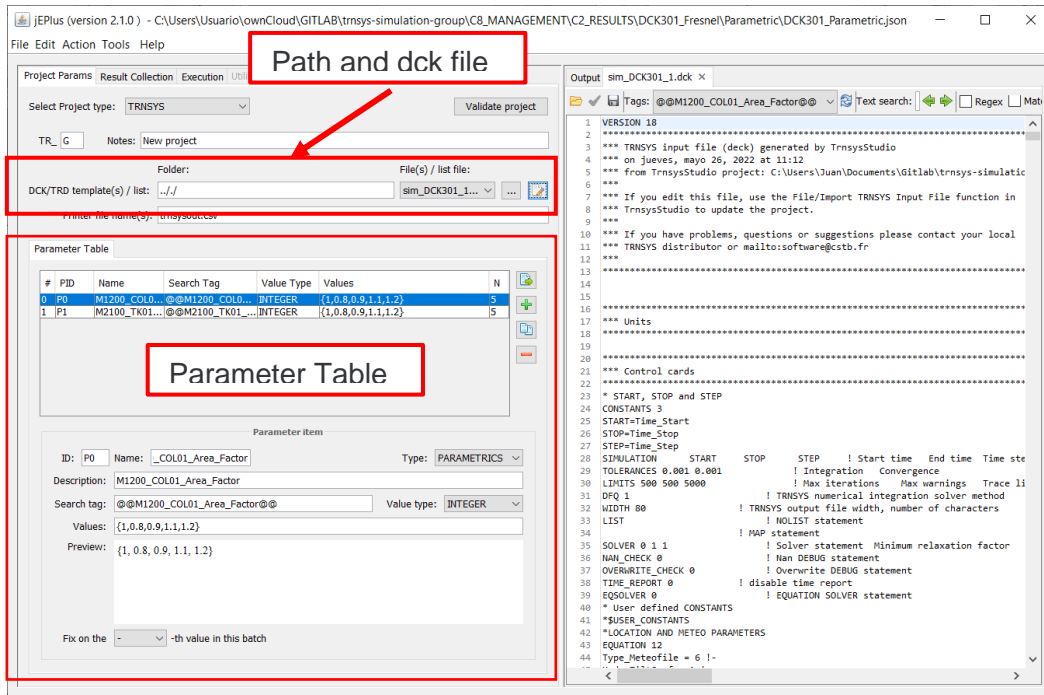 jEPlus (version 2.1.0 ) - C:\Users\Usuario\ownCloud\GITLAB\trnsys-simulation-group\C8_MANAGEMENT\C2_RESULTS\DCK301_Fresnel\Parametric\DCK301_Parametric.json
File Edit Action Tools Help
Path and dck file
Project Params Result Collection Execution
Select Project type: TRNSYS Validate project
TR_ G Notes: New project
Folder: File(s) / list file:
DCK/TRD template(s) / list: .././ sim_DCK301_1... ...
Printer file name(s): trnsysout.csv
Parameter Table
# PID Name Search Tag Value Type Values N
0 P0 M1200_COL0... @@M1200_COL0... INTEGER {1,0.8,0.9,1.1,1.2} 5
1 P1 M2100_TK01... @@M2100_TK01_... INTEGER {1,0.8,0.9,1.1,1.2} 5
Parameter Table
Parameter item
ID: P0 Name: _COL01_Area_Factor Type: PARAMETRICS
Description: M1200_COL01_Area_Factor
Search tag: @@M1200_COL01_Area_Factor@@ Value type: INTEGER
Values: {1,0.8,0.9,1.1,1.2}
Preview: {1, 0.8, 0.9, 1.1, 1.2}
Fix on the - -th value in this batch
Output sim_DCK301_1.dck ×
Tags: @@M1200_COL01_Area_Factor@@ Text search: Regex Mat
1 VERSION 18
2 ******************************************************************************
3 *** TRNSYS input file (deck) generated by TrnsysStudio
4 *** on jueves, mayo 26, 2022 at 11:12
5 *** from TrnsysStudio project: C:\Users\Juan\Documents\Gitlab\trnsys-simulatio
6 ***
7 *** If you edit this file, use the File/Import TRNSYS Input File function in
8 *** TrnsysStudio to update the project.
9 ***
10 *** If you have problems, questions or suggestions please contact your local
11 *** TRNSYS distributor or mailto:software@cstb.fr
12 ***
13 ******************************************************************************
14
15
16 ******************************************************************************
17 *** Units
18 ******************************************************************************
19
20 ******************************************************************************
21 *** Control cards
22 ******************************************************************************
23 * START, STOP and STEP
24 CONSTANTS 3
25 START=Time_Start
26 STOP=Time_Stop
27 STEP=Time_Step
28 SIMULATION START STOP STEP ! Start time End time Time ste
29 TOLERANCES 0.001 0.001 ! Integration Convergence
30 LIMITS 500 500 5000 ! Max iterations Max warnings Trace li
31 DFQ 1 ! TRNSYS numerical integration solver method
32 WIDTH 80 ! TRNSYS output file width, number of characters
33 LIST ! NOLIST statement
34 ! MAP statement
35 SOLVER 0 1 1 ! Solver statement Minimum relaxation factor
36 NAN_CHECK 0 ! Nan DEBUG statement
37 OVERWRITE_CHECK 0 ! Overwrite DEBUG statement
38 TIME_REPORT 0 ! disable time report
39 EQSOLVER 0 ! EQUATION SOLVER statement
40 * User defined CONSTANTS
41 *$USER_CONSTANTS
42 *LOCATION AND METEO PARAMETERS
43 EQUATION 12
44 Type_Meteofile = 6 !-